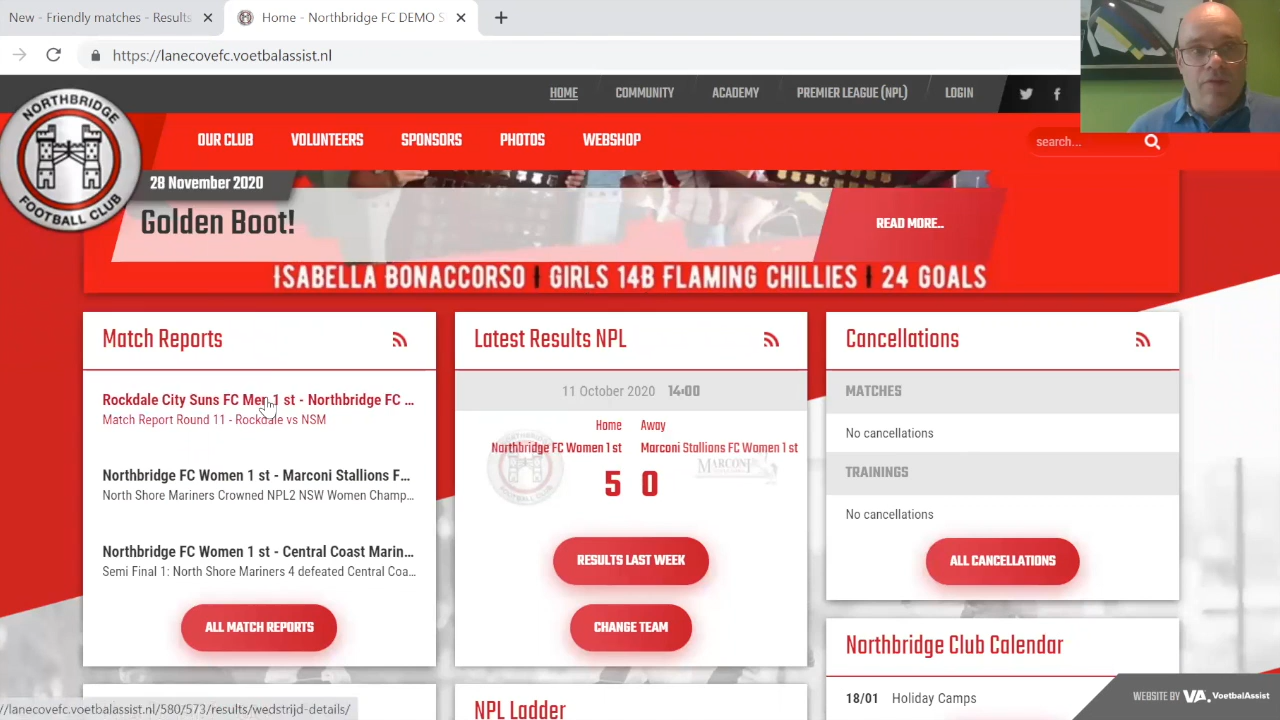 New - Friendly matches - Results
Home - Northbridge FC DEMO S
https://lanecovefc.voetbalassist.nl
HOME COMMUNITY ACADEMY PREMIER LEAGUE (NPL) LOGIN
OUR CLUB VOLUNTEERS SPONSORS PHOTOS WEBSHOP
search...
NORTHBRIDGE
FOOTBALL CLUB
28 November 2020
Golden Boot!
READ MORE..
ISABELLA BONACCORSO | GIRLS 14B FLAMING CHILLIES | 24 GOALS
Match Reports
Rockdale City Suns FC Men 1 st - Northbridge FC ...
Match Report Round 11 - Rockdale vs NSM
Northbridge FC Women 1 st - Marconi Stallions F...
North Shore Mariners Crowned NPL2 NSW Women Champ...
Northbridge FC Women 1 st - Central Coast Marin...
Semi Final 1: North Shore Mariners 4 defeated Central Coa...
ALL MATCH REPORTS
Latest Results NPL
11 October 2020 14:00
Home Away
Northbridge FC Women 1 st Marconi Stallions FC Women 1 st
MARCONI
5 0
RESULTS LAST WEEK
CHANGE TEAM
NPL Ladder
Cancellations
MATCHES
No cancellations
TRAININGS
No cancellations
ALL CANCELLATIONS
Northbridge Club Calendar
18/01 Holiday Camps
WEBSITE BY VA. VoetbalAssist
//lanecovefc.voetbalassist.nl/580/573/results/wedstrijd-details/